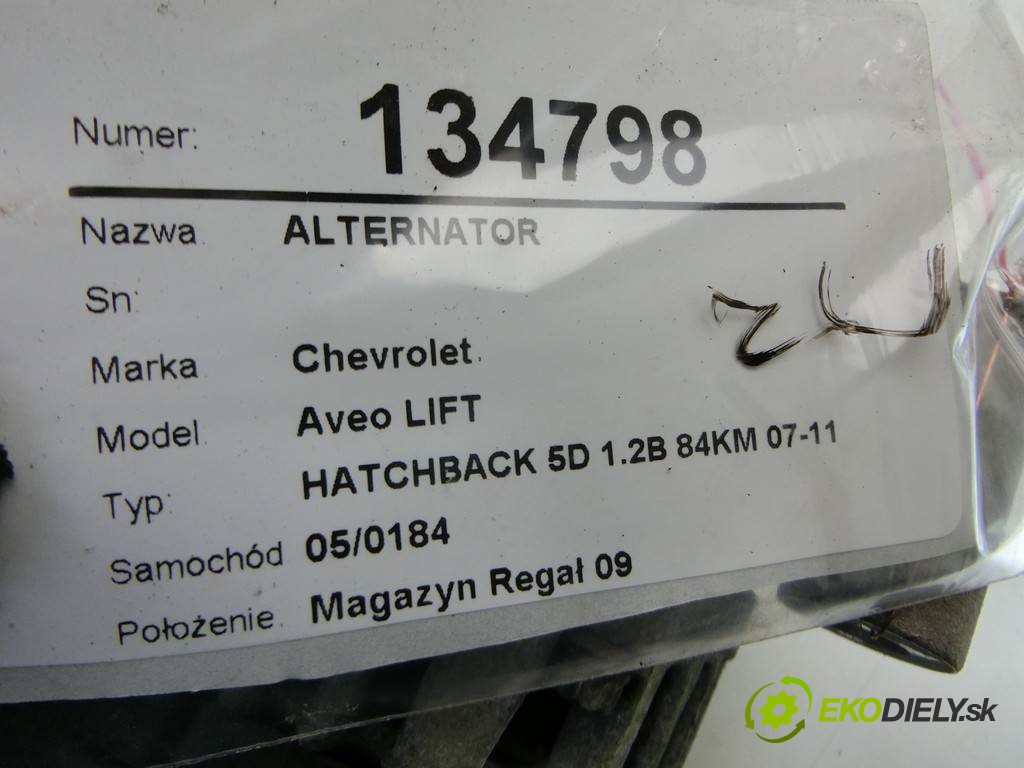 Numer: 134798
Nazwa ALTERNATOR
Sn:
Marka Chevrolet.
Model. Aveo LIFT
Typ: HATCHBACK 5D 1.2B 84KM 07-11
Samochód 05/0184
Położenie. Magazyn Regał 09
EKODIELY.sk